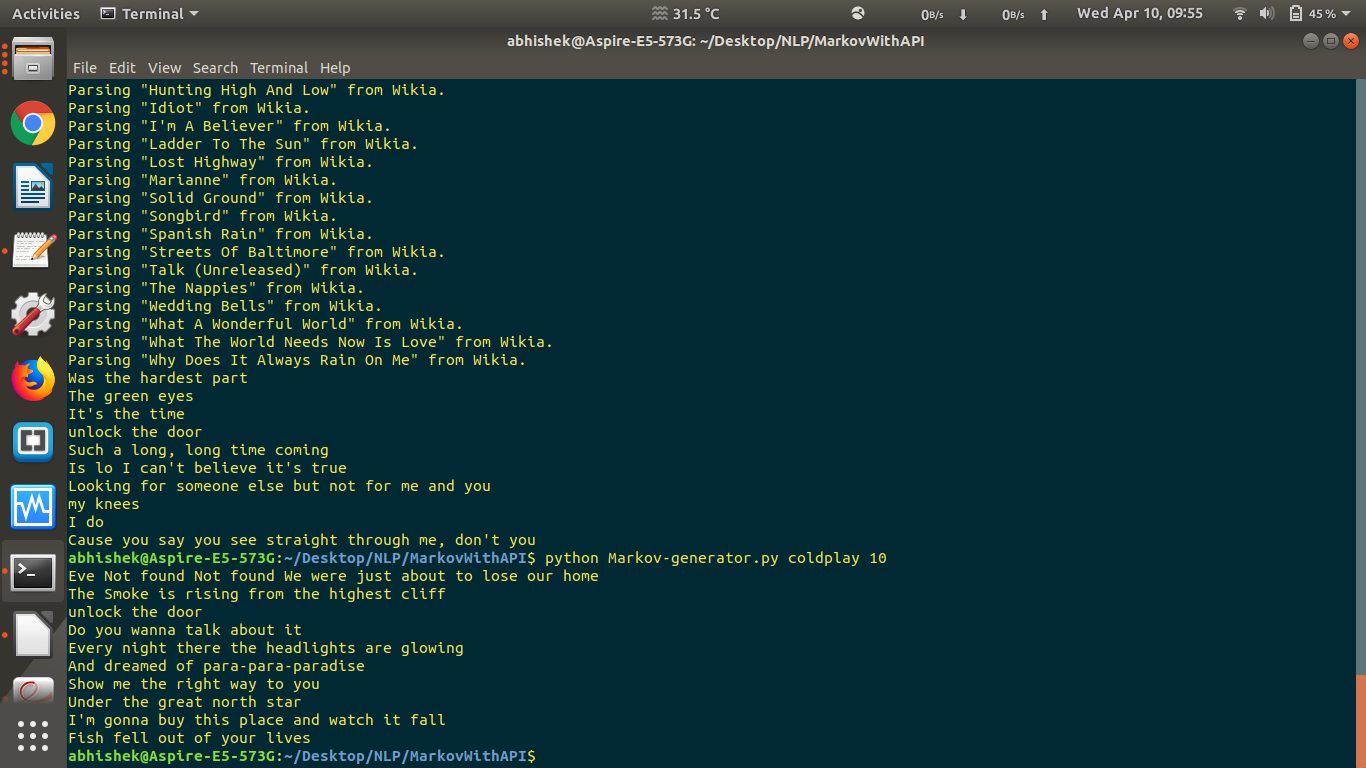 Activities Terminal 31.5 °C 0B/s 0B/s Wed Apr 10, 09:55 45 %
abhishek@Aspire-E5-573G: ~/Desktop/NLP/MarkovWithAPI
File Edit View Search Terminal Help
Parsing "Hunting High And Low" from Wikia.
Parsing "Idiot" from Wikia.
Parsing "I'm A Believer" from Wikia.
Parsing "Ladder To The Sun" from Wikia.
Parsing "Lost Highway" from Wikia.
Parsing "Marianne" from Wikia.
Parsing "Solid Ground" from Wikia.
Parsing "Songbird" from Wikia.
Parsing "Spanish Rain" from Wikia.
Parsing "Streets Of Baltimore" from Wikia.
Parsing "Talk (Unreleased)" from Wikia.
Parsing "The Nappies" from Wikia.
Parsing "Wedding Bells" from Wikia.
Parsing "What A Wonderful World" from Wikia.
Parsing "What The World Needs Now Is Love" from Wikia.
Parsing "Why Does It Always Rain On Me" from Wikia.
Was the hardest part
The green eyes
It's the time
unlock the door
Such a long, long time coming
Is lo I can't believe it's true
Looking for someone else but not for me and you
my knees
I do
Cause you say you see straight through me, don't you
abhishek@Aspire-E5-573G:~/Desktop/NLP/MarkovWithAPI$ python Markov-generator.py coldplay 10
Eve Not found Not found We were just about to lose our home
The Smoke is rising from the highest cliff
unlock the door
Do you wanna talk about it
Every night there the headlights are glowing
And dreamed of para-para-paradise
Show me the right way to you
Under the great north star
I'm gonna buy this place and watch it fall
Fish fell out of your lives
abhishek@Aspire-E5-573G:~/Desktop/NLP/MarkovWithAPI$